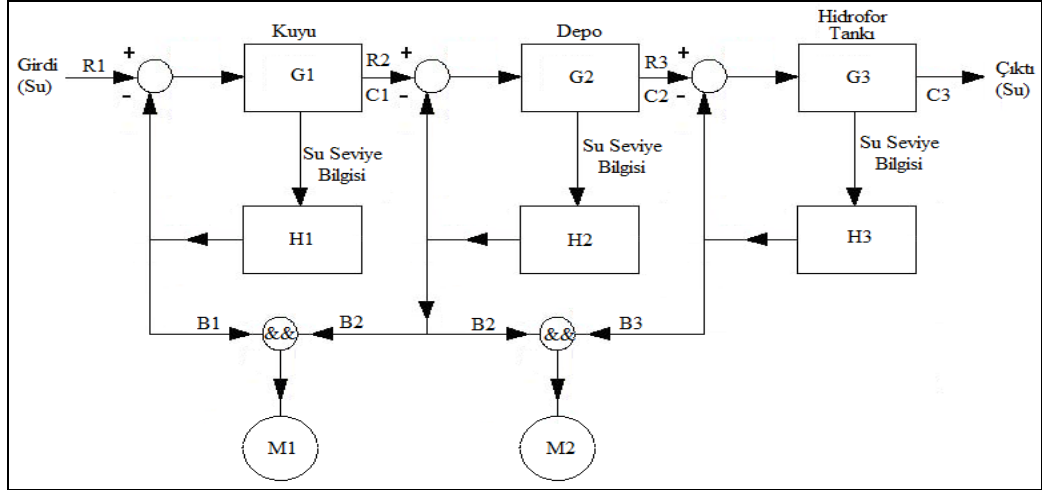 Kuyu
Depo
Hidrofor
Tankı
Girdi
(Su)
R1
+
-
G1
R2
C1
+
-
G2
R3
C2
+
-
G3
C3
Çıktı
(Su)
Su Seviye
Bilgisi
Su Seviye
Bilgisi
Su Seviye
Bilgisi
H1
H2
H3
B1
&&
B2
B2
&&
B3
M1
M2